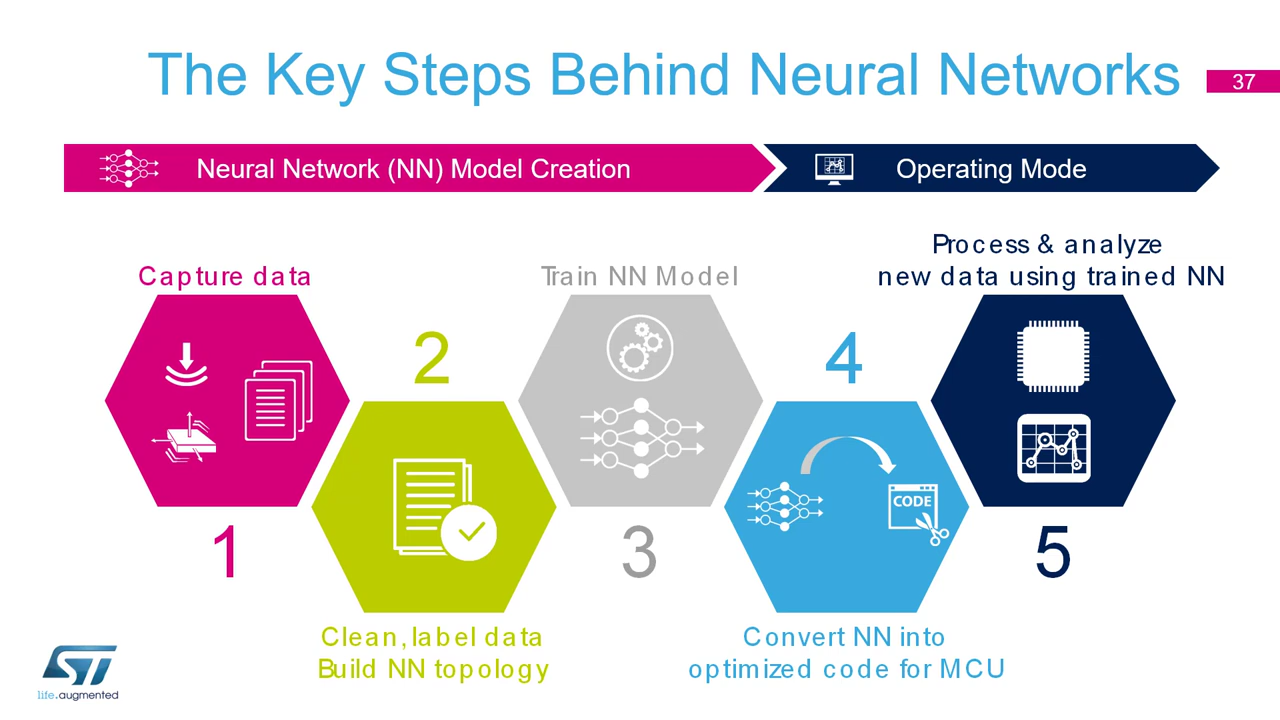 The Key Steps Behind Neural Networks
37
Neural Network (NN) Model Creation
Operating Mode
Capture data
1
2
Clean, label data
Build NN topology
Train NN Model
3
4
CODE
Convert NN into
optimized code for MCU
Process & analyze
new data using trained NN
5
ST
life.augmented